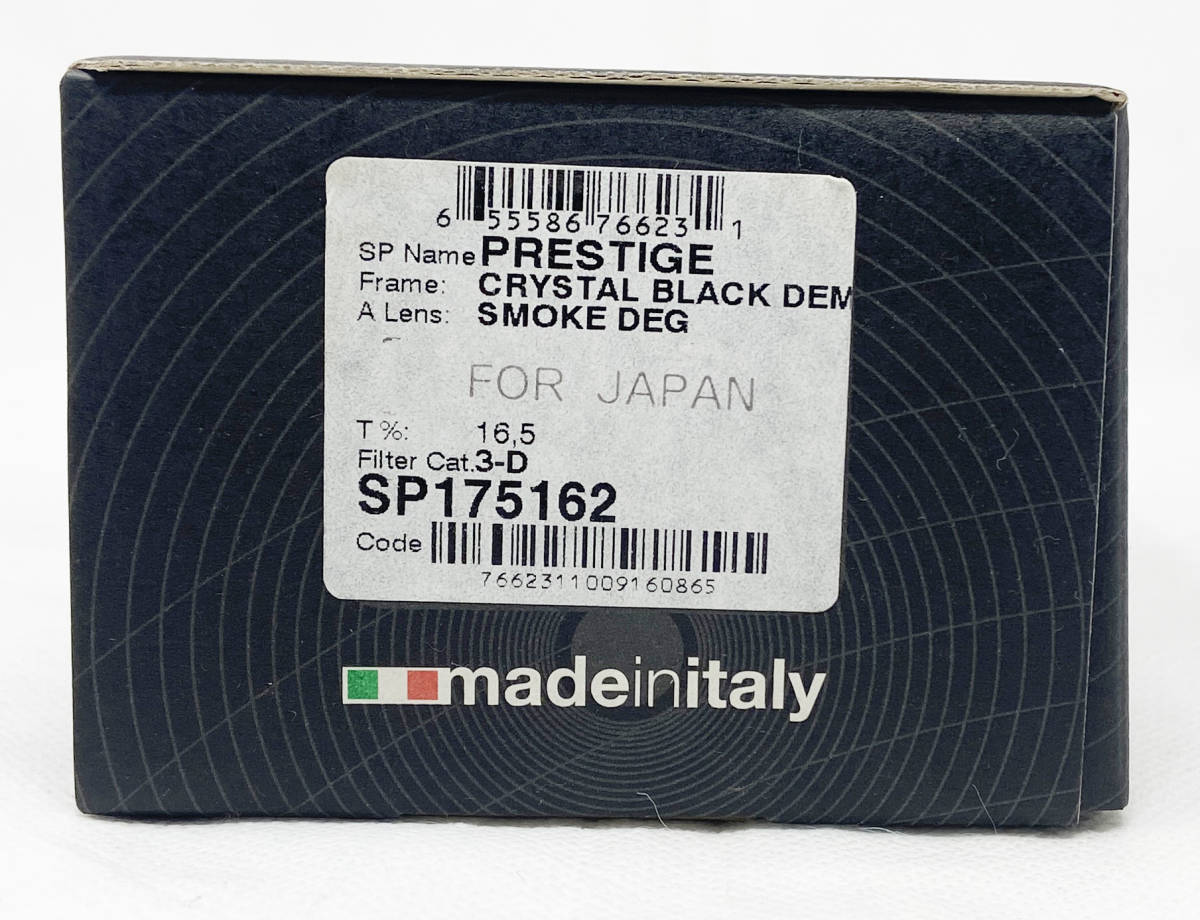 6 55586 76623 1
SP Name PRESTIGE
Frame: CRYSTAL BLACK DEM
A Lens: SMOKE DEG
FOR JAPAN
T %: 16,5
Filter Cat. 3-D
SP175162
Code
7662311009160865
madeinitaly